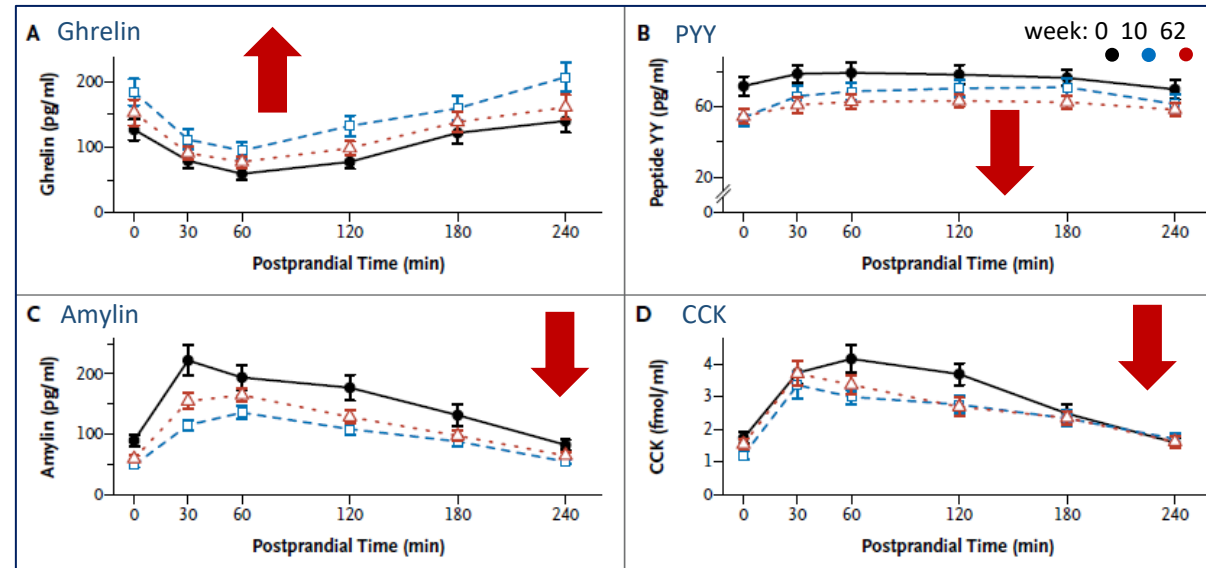 A Ghrelin
Ghrelin (pg/ml)
200
100
0
0 30 60 120 180 240
Postprandial Time (min)
B PYY
week: 0 10 62
Peptide YY (pg/ml)
60
20
0
0 30 60 120 180 240
Postprandial Time (min)
C Amylin
Amylin (pg/ml)
200
100
0
0 30 60 120 180 240
Postprandial Time (min)
D CCK
CCK (fmol/ml)
4
3
2
1
0
0 30 60 120 180 240
Postprandial Time (min)